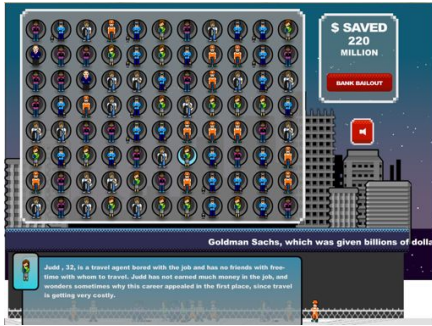 $ SAVED
220
MILLION
BANK BAILOUT
Goldman Sachs, which was given billions of dolla
Judd , 32, is a travel agent bored with the job and has no friends with free-
time with whom to travel. Judd has not earned much money in the job, and
wonders sometimes why this career appealed in the first place, since travel
is getting very costly.